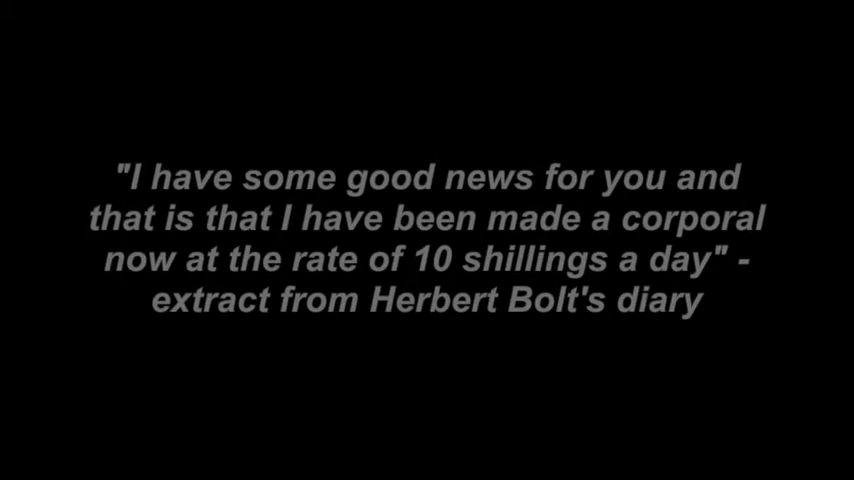 "I have some good news for you and
that is that I have been made a corporal
now at the rate of 10 shillings a day" -
extract from Herbert Bolt's diary